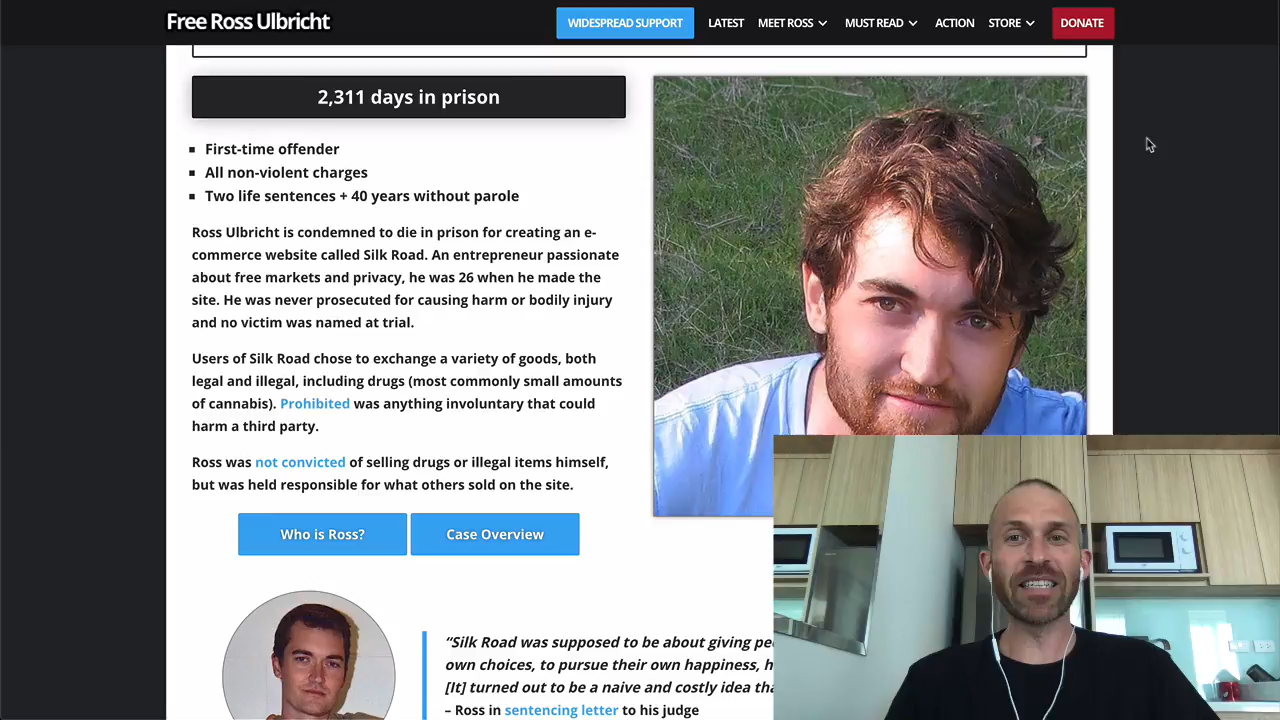 Free Ross Ulbricht
WIDESPREAD SUPPORT LATEST MEET ROSS MUST READ ACTION STORE DONATE
2,311 days in prison
First-time offender
All non-violent charges
Two life sentences + 40 years without parole
Ross Ulbricht is condemned to die in prison for creating an e-
commerce website called Silk Road. An entrepreneur passionate
about free markets and privacy, he was 26 when he made the
site. He was never prosecuted for causing harm or bodily injury
and no victim was named at trial.
Users of Silk Road chose to exchange a variety of goods, both
legal and illegal, including drugs (most commonly small amounts
of cannabis). Prohibited was anything involuntary that could
harm a third party.
Ross was not convicted of selling drugs or illegal items himself,
but was held responsible for what others sold on the site.
Who is Ross? Case Overview
“Silk Road was supposed to be about giving
own choices, to pursue their own happiness,
[It] turned out to be a naive and costly idea
– Ross in sentencing letter to his judge